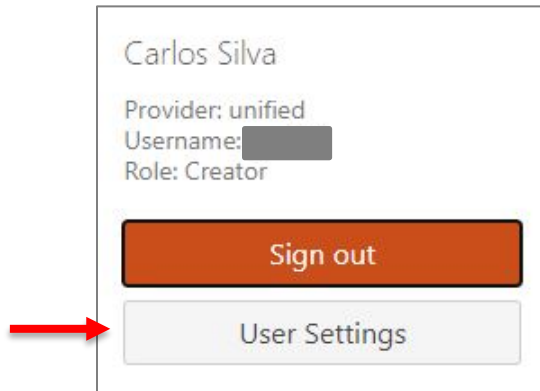 Carlos Silva
Provider: unified
Username:
Role: Creator
Sign out
User Settings